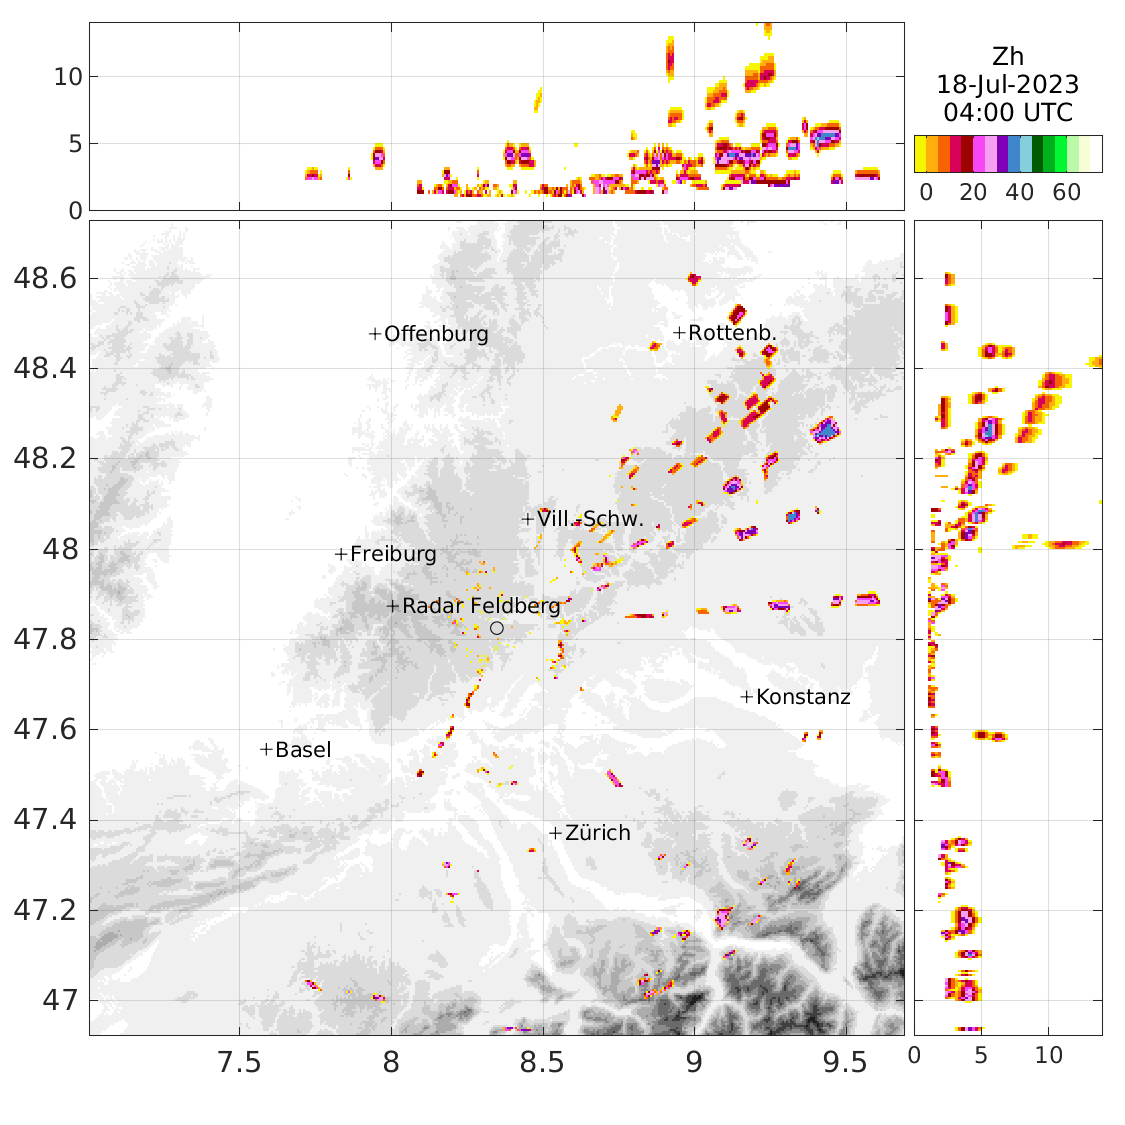 10
5
0
Zh
18-Jul-2023
04:00 UTC
0 20 40 60
48.6
48.4
48.2
48
47.8
47.6
47.4
47.2
47
+Offenburg
+Rottenb.
+Vill.-Schw.
+Freiburg
+Radar Feldberg
+Konstanz
+Basel
+Zürich
7.5 8 8.5 9 9.5
0 5 10